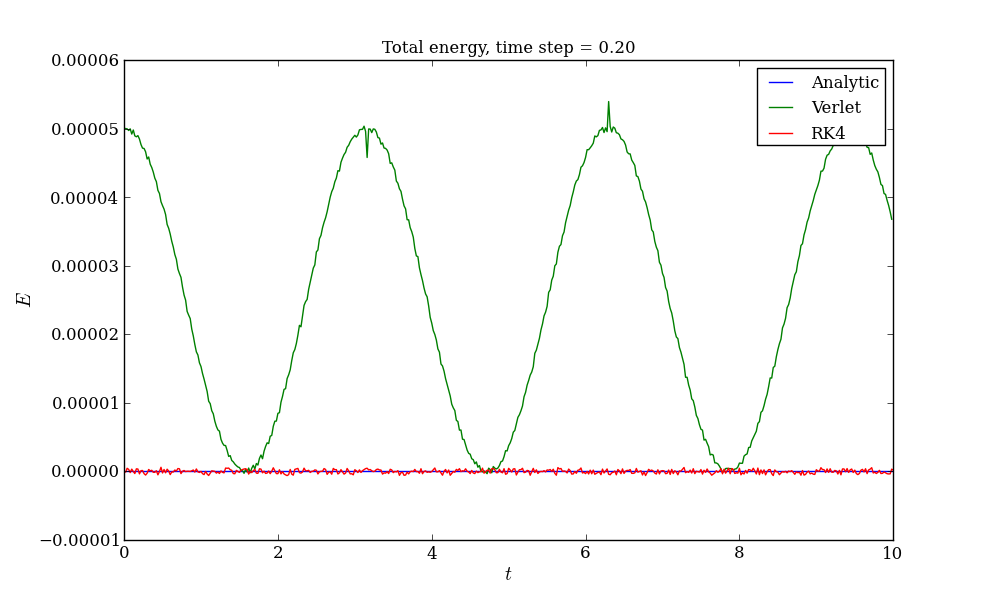 Total energy, time step = 0.20
0.00006
0.00005
0.00004
0.00003
0.00002
0.00001
0.00000
−0.00001
E
Analytic
Verlet
RK4
0 2 4 6 8 10
t